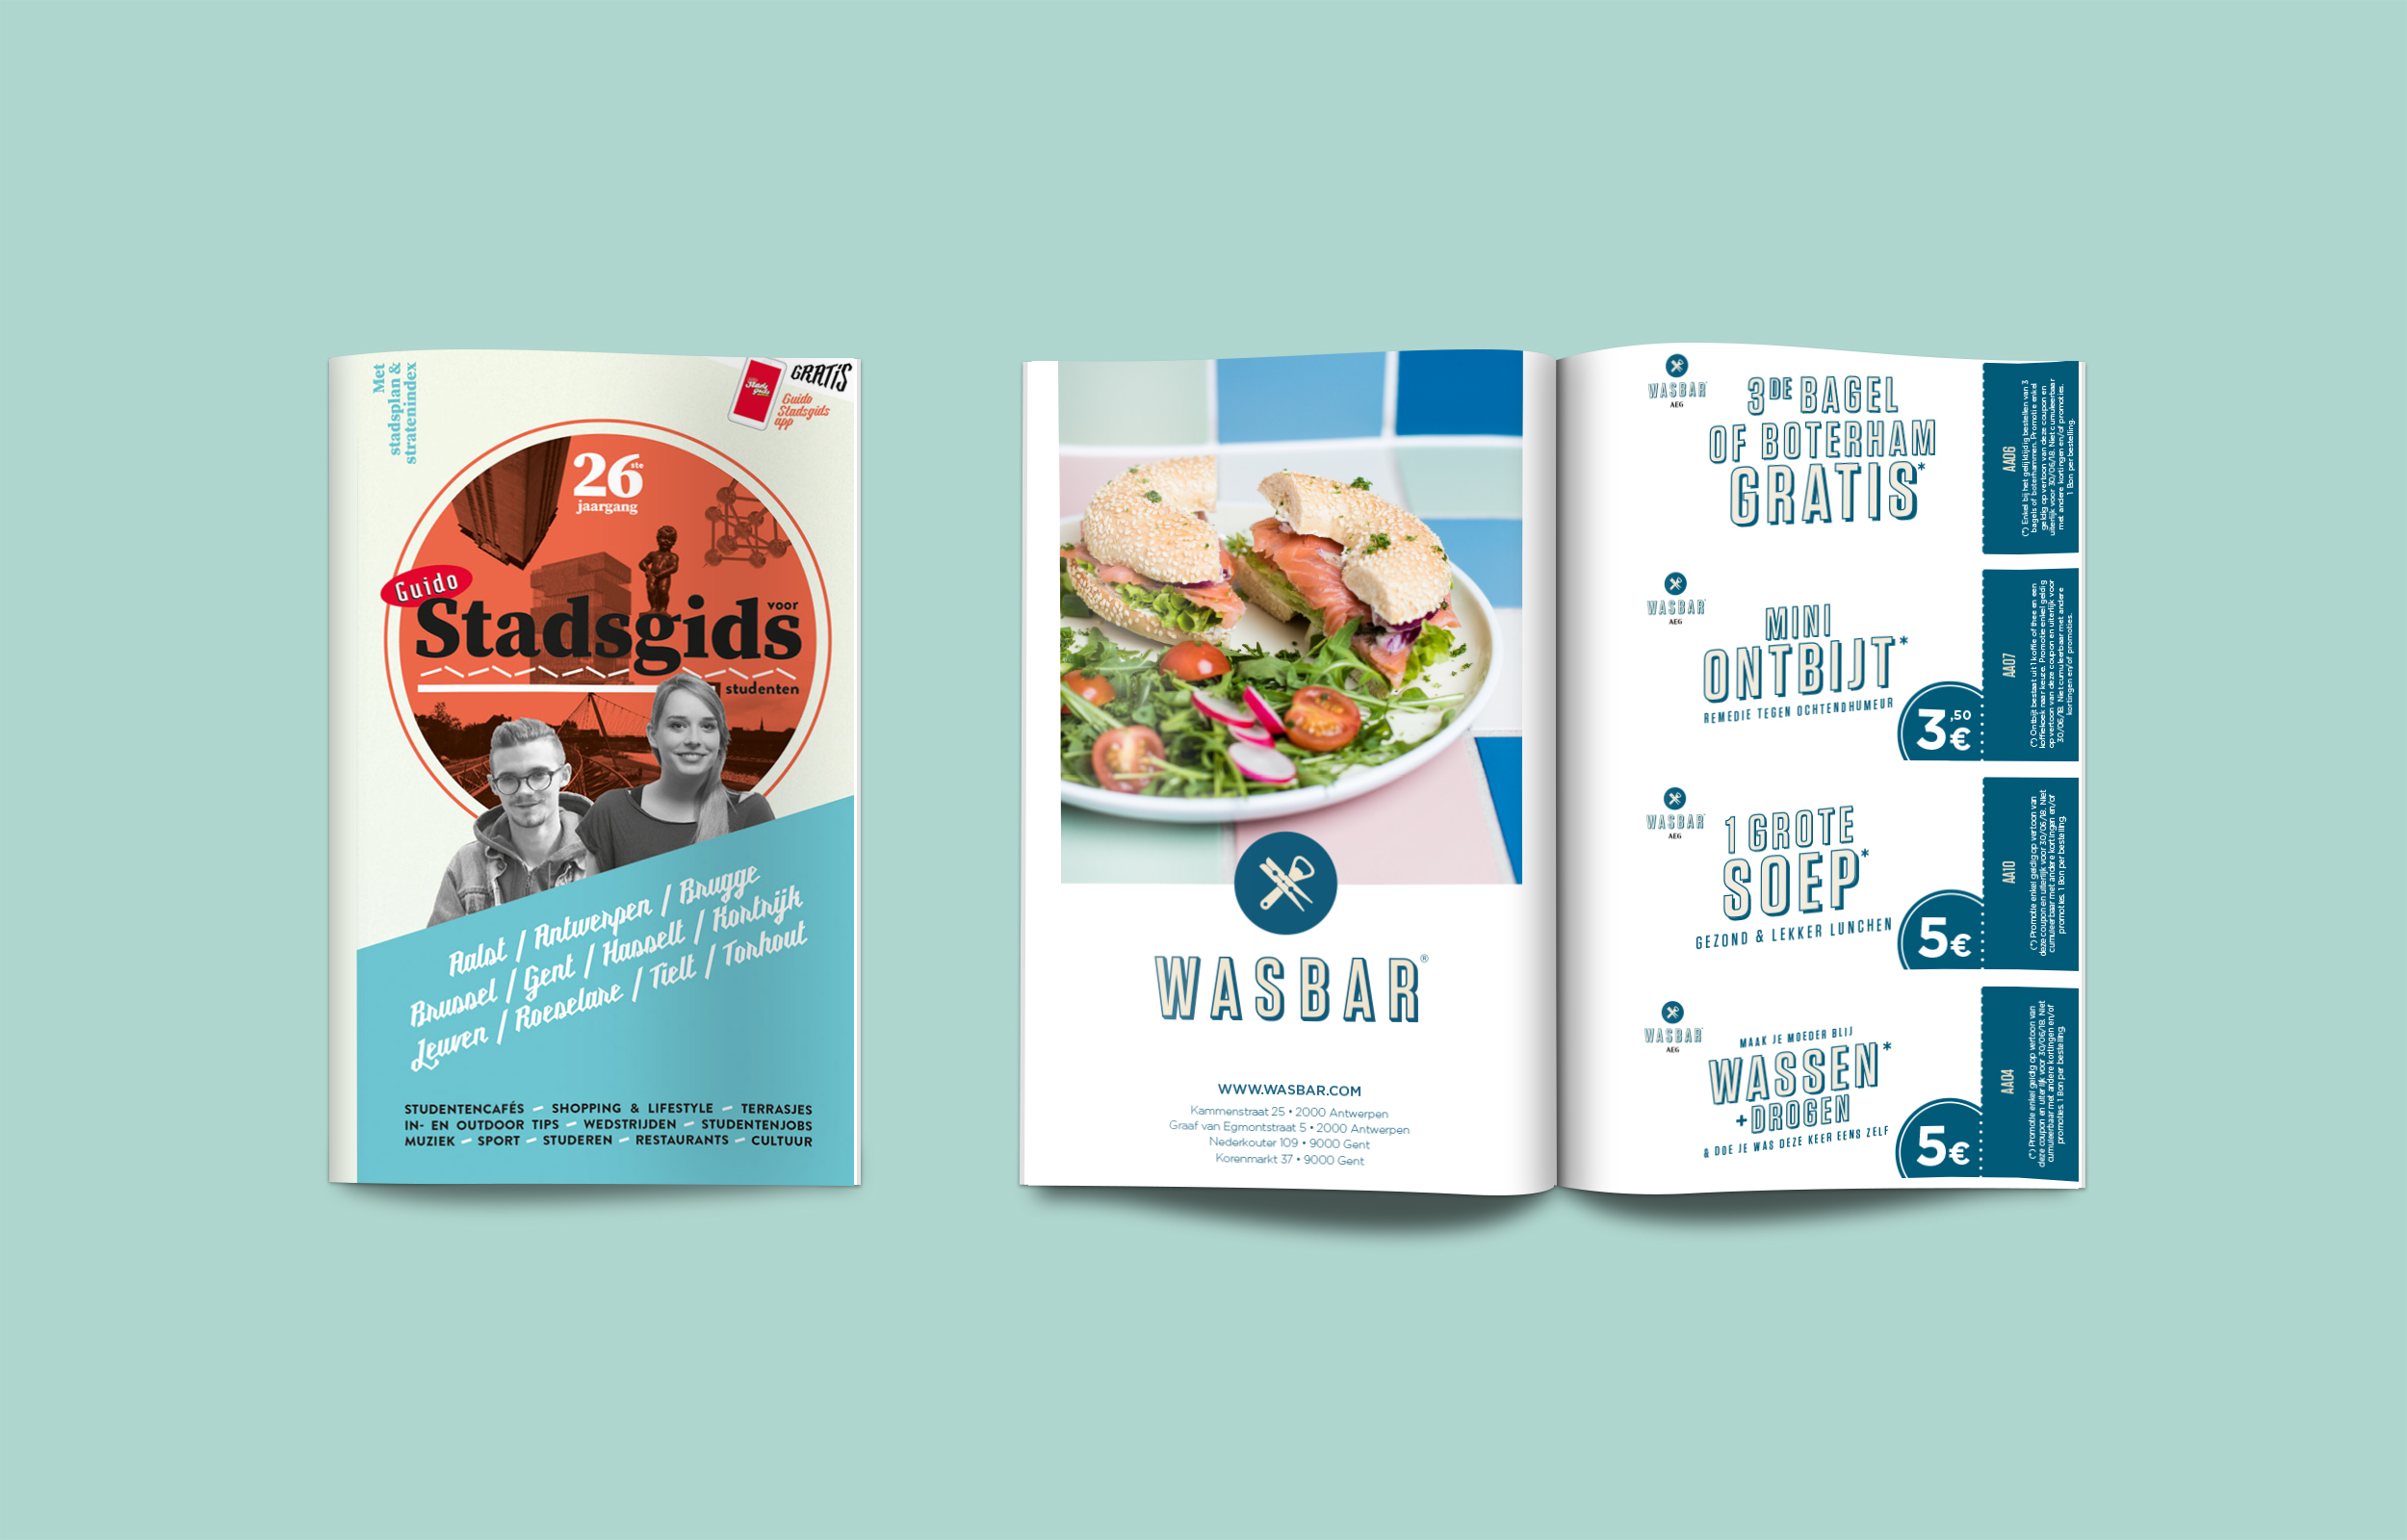 Met
stadsplan &
stratenindex
GRATIS
Guido
Stadsgids
app
26ste
jaargang
Guido
Stadsgids
voor
studenten
Aalst / Antwerpen / Brugge
Brussel / Gent / Hasselt / Kortrijk
Leuven / Roeselare / Tielt / Torhout
STUDENTENCAFÉS – SHOPPING & LIFESTYLE – TERRASJES
IN- EN OUTDOOR TIPS – WEDSTRIJDEN – STUDENTENJOBS
MUZIEK – SPORT – STUDEREN – RESTAURANTS – CULTUUR
WASBAR®
WWW.WASBAR.COM
Kammenstraat 25 • 2000 Antwerpen
Graaf van Egmontstraat 5 • 2000 Antwerpen
Nederkouter 109 • 9000 Gent
Korenmarkt 37 • 9000 Gent
WASBAR
AEG
3DE BAGEL
OF BOTERHAM
GRATIS*
AA06
(*) Enkel bij het gelijktijdig bestellen van 3
bagels of boterhammen. Promotie enkel
geldig op vertoon van deze coupon en
uiterlijk voor 30/06/18. Niet cumuleerbaar
met andere kortingen en/of promoties.
1 Bon per bestelling.
WASBAR
AEG
MINI
ONTBIJT*
REMEDIE TEGEN OCHTENDHUMEUR
3,50€
AA07
(*) Ontbijt bestaat uit 1 koffie of thee en een
koffiekoek naar keuze. Promotie enkel geldig
op vertoon van deze coupon en uiterlijk voor
30/06/18. Niet cumuleerbaar met andere
kortingen en/of promoties.
WASBAR
AEG
1 GROTE
SOEP*
GEZOND & LEKKER LUNCHEN
5€
AA10
(*) Promotie enkel geldig op vertoon van
deze coupon en uiterlijk voor 30/06/18. Niet
cumuleerbaar met andere kortingen en/of
promoties. 1 Bon per bestelling.
WASBAR
AEG
MAAK JE MOEDER BLIJ
WASSEN*
+DROGEN
& DOE JE WAS DEZE KEER EENS ZELF
5€
AA04
(*) Promotie enkel geldig op vertoon van
deze coupon en uiterlijk voor 30/06/18. Niet
cumuleerbaar met andere kortingen en/of
promoties. 1 Bon per bestelling.